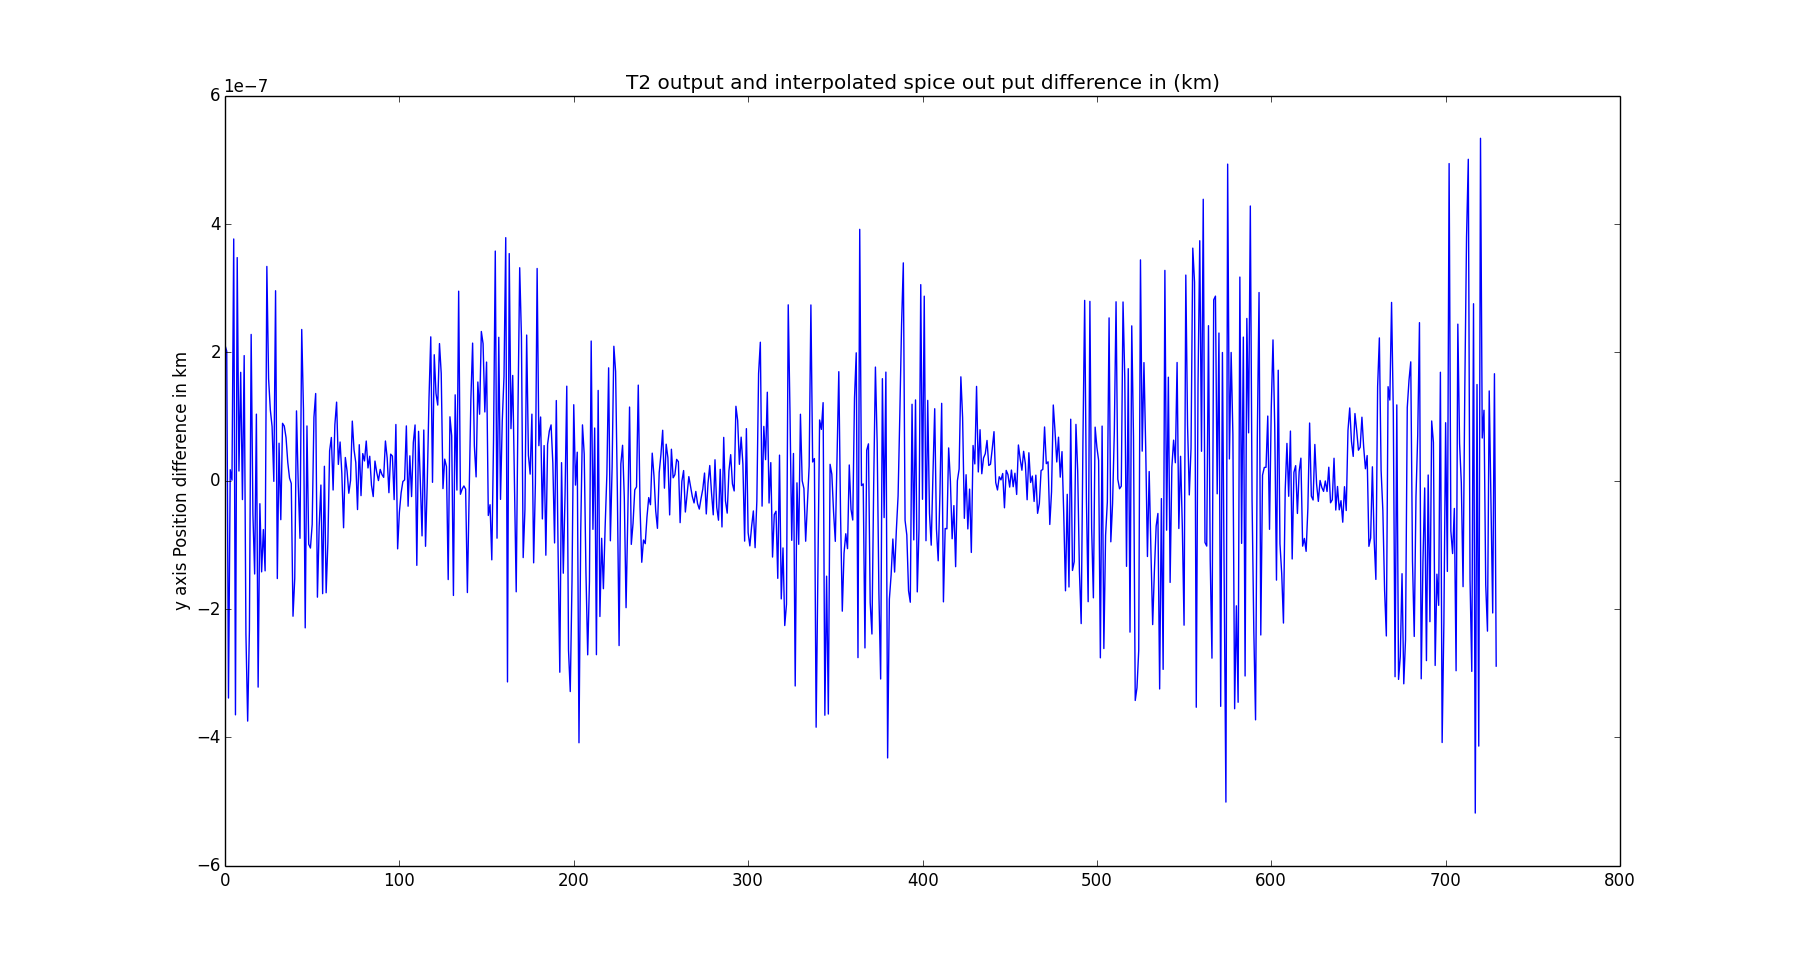 T2 output and interpolated spice out put difference in (km)
1e−7
6
4
2
0
−2
−4
−6
y axis Position difference in km
0 100 200 300 400 500 600 700 800